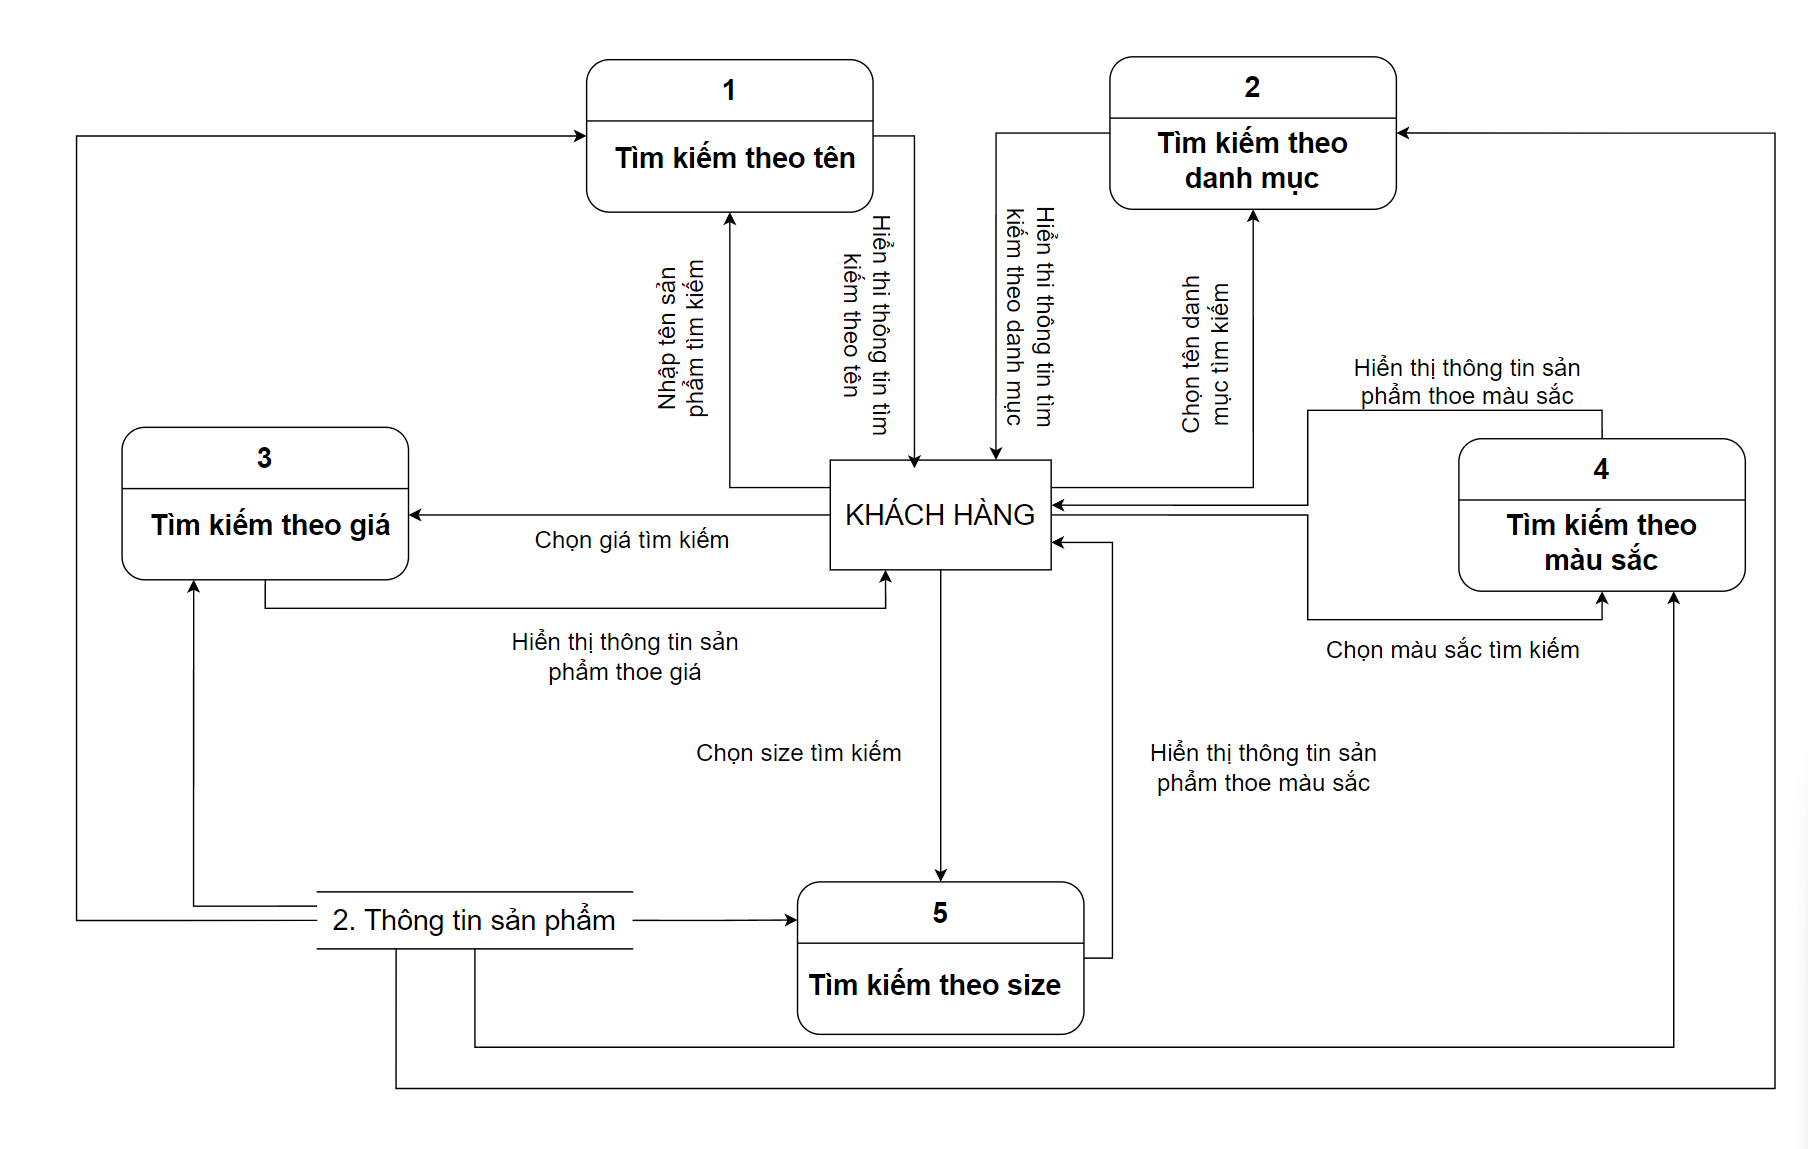 1
Tìm kiếm theo tên
2
Tìm kiếm theo
danh mục
Nhập tên sản
phẩm tìm kiếm
Hiển thi thông tin tìm
kiếm theo tên
Hiển thi thông tin tìm
kiếm theo danh mục
Chọn tên danh
mục tìm kiếm
Hiển thị thông tin sản
phẩm thoe màu sắc
3
Tìm kiếm theo giá
KHÁCH HÀNG
4
Tìm kiếm theo
màu sắc
Chọn giá tìm kiếm
Hiển thị thông tin sản
phẩm thoe giá
Chọn màu sắc tìm kiếm
Chọn size tìm kiếm
Hiển thị thông tin sản
phẩm thoe màu sắc
2. Thông tin sản phẩm
5
Tìm kiếm theo size